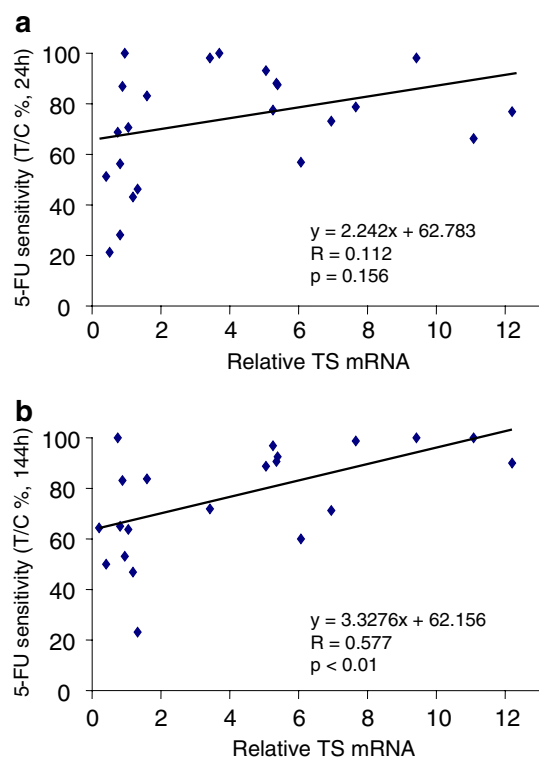 a
5-FU sensitivity (T/C %, 24h)
100
80
60
40
20
0
0 2 4 6 8 10 12
Relative TS mRNA
y = 2.242x + 62.783
R = 0.112
p = 0.156
b
5-FU sensitivity (T/C %, 144h)
100
80
60
40
20
0
0 2 4 6 8 10 12
Relative TS mRNA
y = 3.3276x + 62.156
R = 0.577
p < 0.01